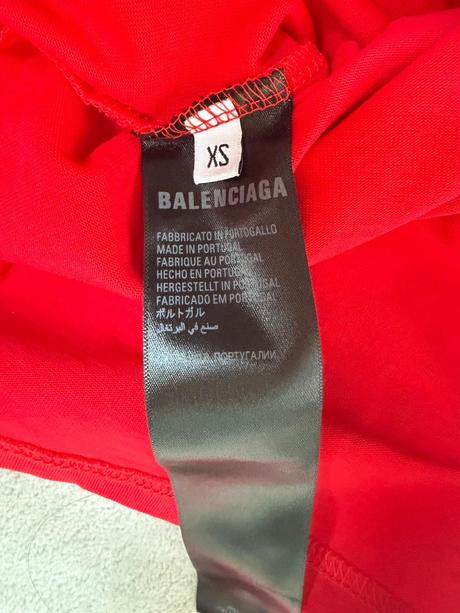 XS
BALENCIAGA
FABBRICATO IN PORTOGALLO
MADE IN PORTUGAL
FABRIQUE AU PORTUGAL
HECHO EN PORTUGAL
HERGESTELLT IN PORTUGAL
FABRICADO EM PORTUGAL
ポルトガル
صنع في البرتغال
ПОРТУГАЛИИ